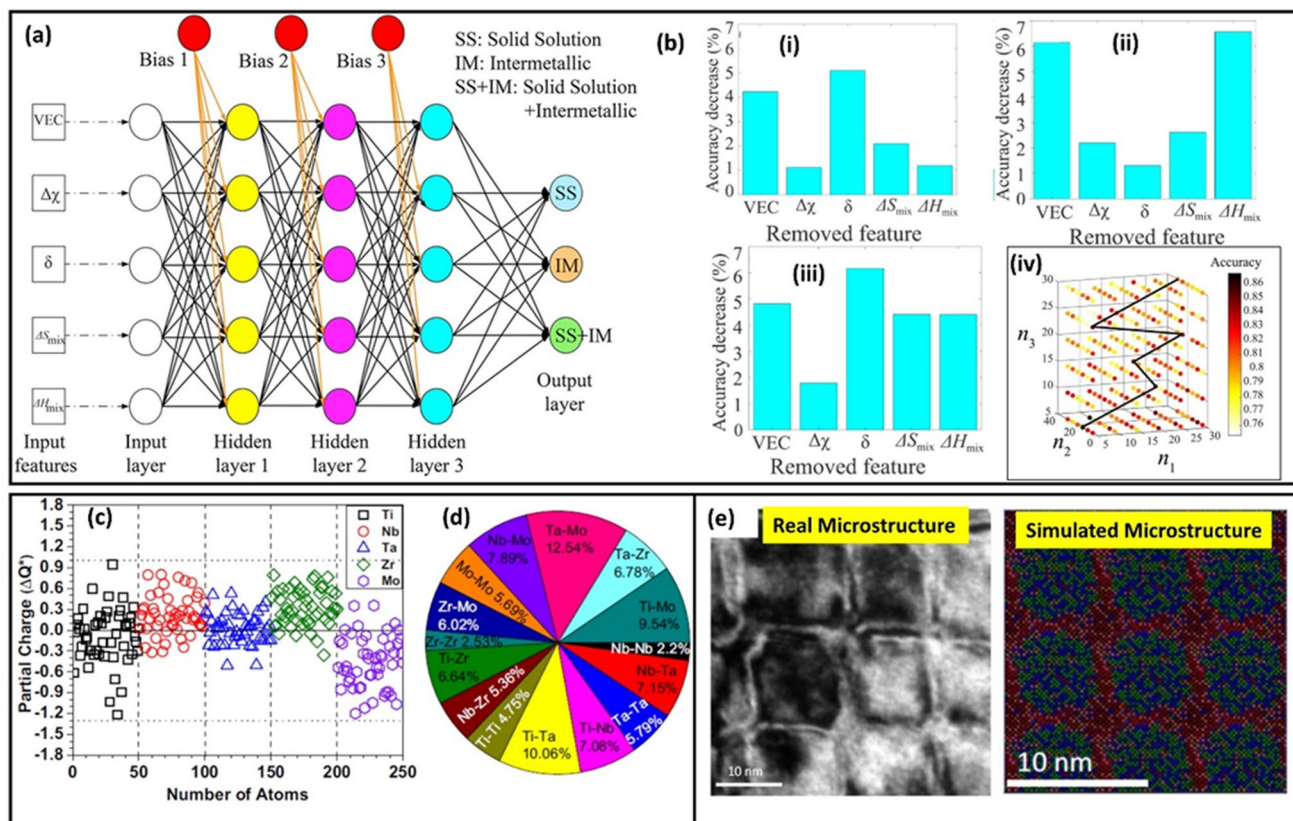 (a)
Bias 1
Bias 2
Bias 3
SS: Solid Solution
IM: Intermetallic
SS+IM: Solid Solution
+Intermetallic
VEC
Δχ
δ
ΔS_mix
ΔH_mix
SS
IM
SS+IM
Output
layer
Input
features
Input
layer
Hidden
layer 1
Hidden
layer 2
Hidden
layer 3
(b)
(i)
Accuracy decrease (%)
7
6
5
4
3
2
1
0
VEC
Δχ
δ
ΔS_mix
ΔH_mix
Removed feature
(ii)
Accuracy decrease (%)
7
6
5
4
3
2
1
0
VEC
Δχ
δ
ΔS_mix
ΔH_mix
Removed feature
(iii)
Accuracy decrease (%)
7
6
5
4
3
2
1
0
VEC
Δχ
δ
ΔS_mix
ΔH_mix
Removed feature
(iv)
Accuracy
0.86
0.85
0.84
0.83
0.82
0.81
0.8
0.79
0.78
0.77
0.76
30
25
20
15
10
5
n3
40
20
0
n2
5
10
15
20
25
30
n1
(c)
Partial Charge (ΔQ*)
1.8
1.5
1.2
0.9
0.6
0.3
0.0
-0.3
-0.6
-0.9
-1.2
-1.5
-1.8
Ti
Nb
Ta
Zr
Mo
0
50
100
150
200
250
Number of Atoms
(d)
Ta-Mo
12.54%
Ta-Zr
6.78%
Ti-Mo
9.54%
Nb-Nb 2.2%
Nb-Ta
7.15%
Ta-Ta
5.79%
Ti-Nb
7.08%
Ti-Ta
10.06%
Ti-Ti 4.75%
Nb-Zr 5.36%
Ti-Zr
6.64%
Zr-Zr 2.53%
Zr-Mo
6.02%
Mo-Mo 5.69%
Nb-Mo
7.89%
(e)
Real Microstructure
10 nm
Simulated Microstructure
10 nm